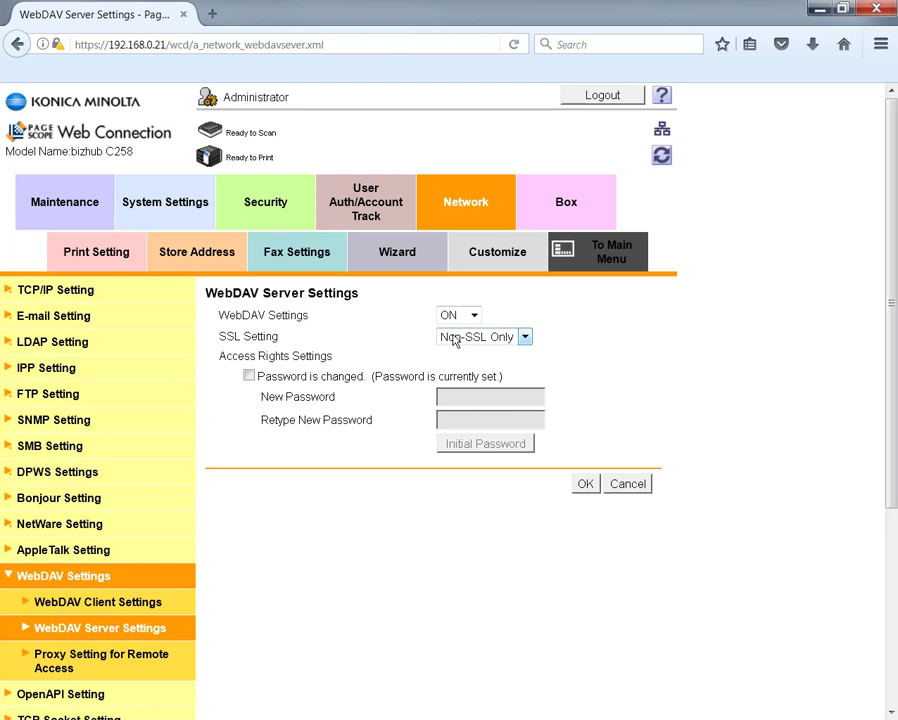 WebDAV Server Settings - Pag...
https://192.168.0.21/wcd/a_network_webdavsever.xml
Search
KONICA MINOLTA
Administrator
Logout
?
PAGE SCOPE Web Connection
Ready to Scan
Model Name:bizhub C258
Ready to Print
Maintenance
System Settings
Security
User Auth/Account Track
Network
Box
Print Setting
Store Address
Fax Settings
Wizard
Customize
To Main Menu
TCP/IP Setting
E-mail Setting
LDAP Setting
IPP Setting
FTP Setting
SNMP Setting
SMB Setting
DPWS Settings
Bonjour Setting
NetWare Setting
AppleTalk Setting
WebDAV Settings
WebDAV Client Settings
WebDAV Server Settings
Proxy Setting for Remote
Access
OpenAPI Setting
TCP Socket Setting
WebDAV Server Settings
WebDAV Settings
ON
SSL Setting
Non-SSL Only
Access Rights Settings
Password is changed. (Password is currently set.)
New Password
Retype New Password
Initial Password
OK
Cancel